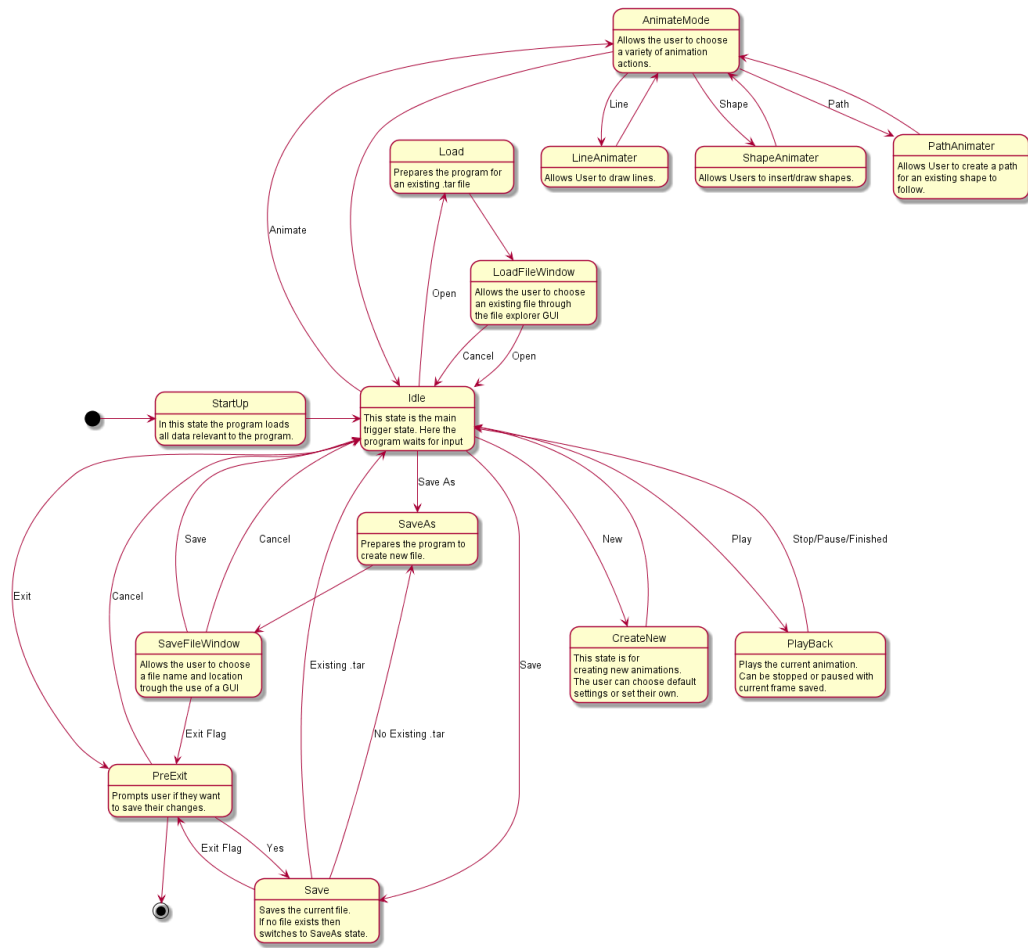 AnimateMode
Allows the user to choose
a variety of animation
actions.
Line
Shape
Path
Load
Prepares the program for
an existing .tar file
LineAnimater
Allows User to draw lines.
ShapeAnimater
Allows Users to insert/draw shapes.
PathAnimater
Allows User to create a path
for an existing shape to
follow.
Animate
LoadFileWindow
Allows the user to choose
an existing file through
the file explorer GUI
Open
Cancel
Open
StartUp
In this state the program loads
all data relevant to the program.
Idle
This state is the main
trigger state. Here the
program waits for input
Save As
SaveAs
Prepares the program to
create new file.
Save
Cancel
New
Play
Stop/Pause/Finished
Exit
Cancel
SaveFileWindow
Allows the user to choose
a file name and location
trough the use of a GUI
Existing .tar
Save
CreateNew
This state is for
creating new animations.
The user can choose default
settings or set their own.
PlayBack
Plays the current animation.
Can be stopped or paused with
current frame saved.
Exit Flag
No Existing .tar
PreExit
Prompts user if they want
to save their changes.
Exit Flag
Yes
Save
Saves the current file.
If no file exists then
switches to SaveAs state.